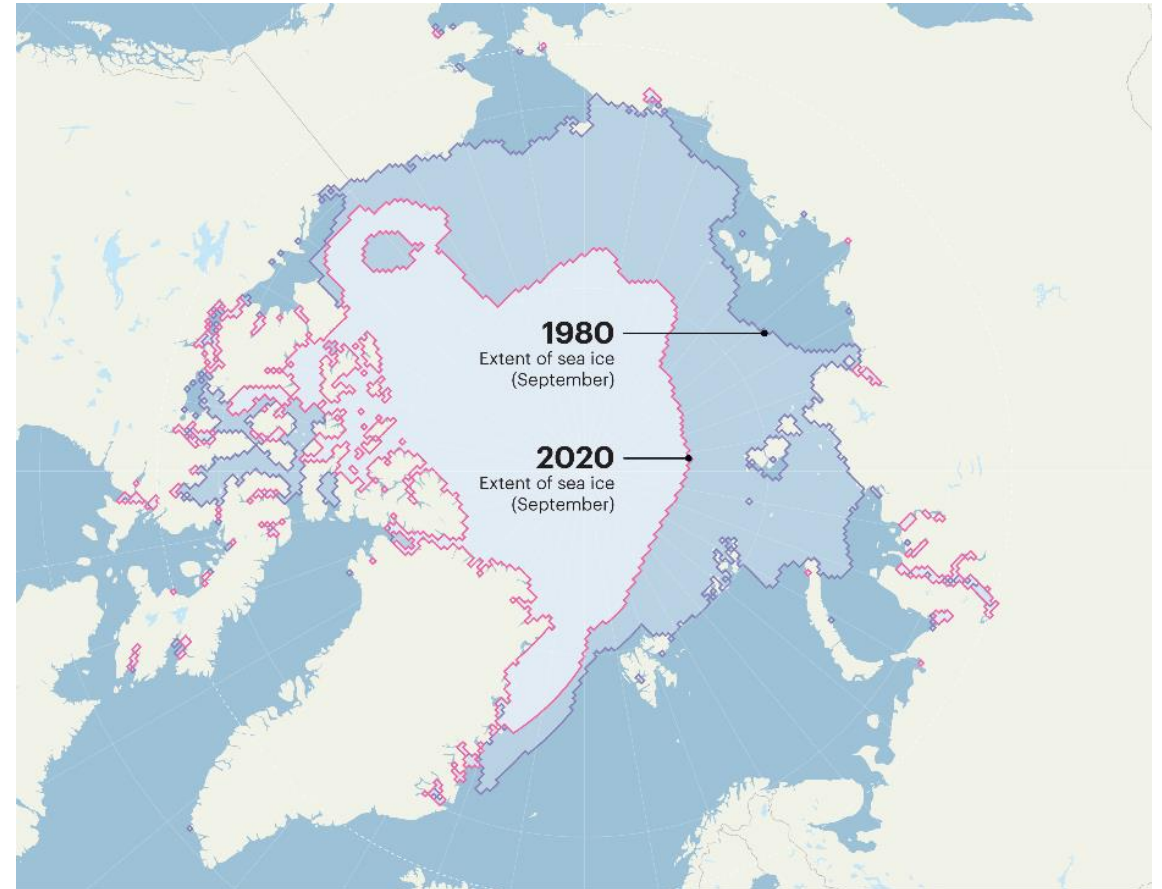 1980
Extent of sea ice
(September)
2020
Extent of sea ice
(September)